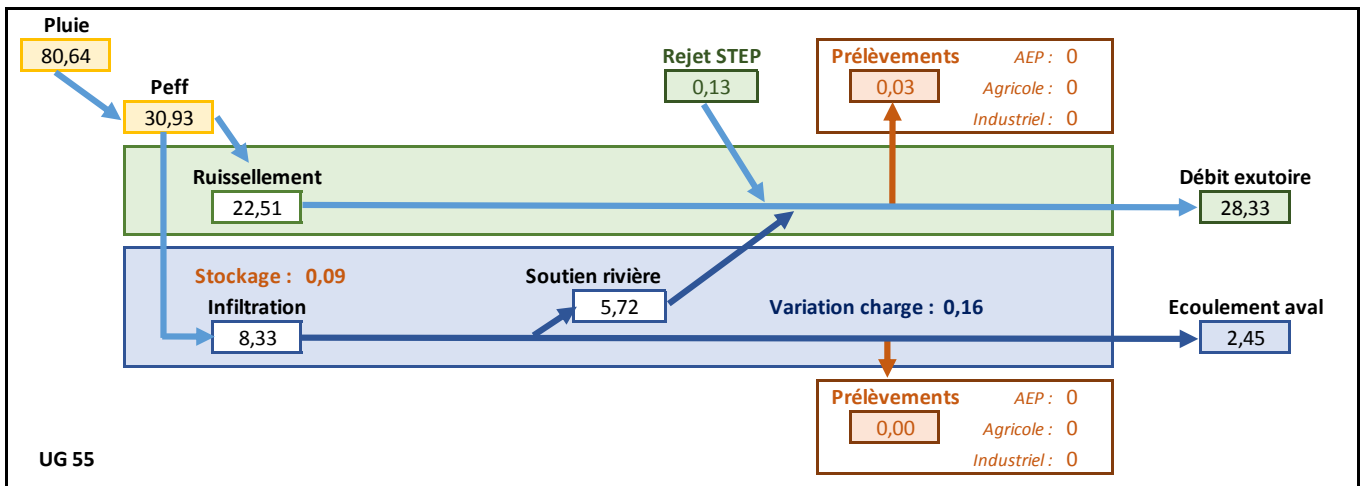 Pluie
80,64
Peff
30,93
Rejet STEP
0,13
Prélèvements AEP : 0
0,03 Agricole : 0
Industriel : 0
Ruissellement
22,51
Débit exutoire
28,33
Stockage : 0,09
Infiltration
8,33
Soutien rivière
5,72
Variation charge : 0,16
Ecoulement aval
2,45
Prélèvements AEP : 0
0,00 Agricole : 0
Industriel : 0
UG 55